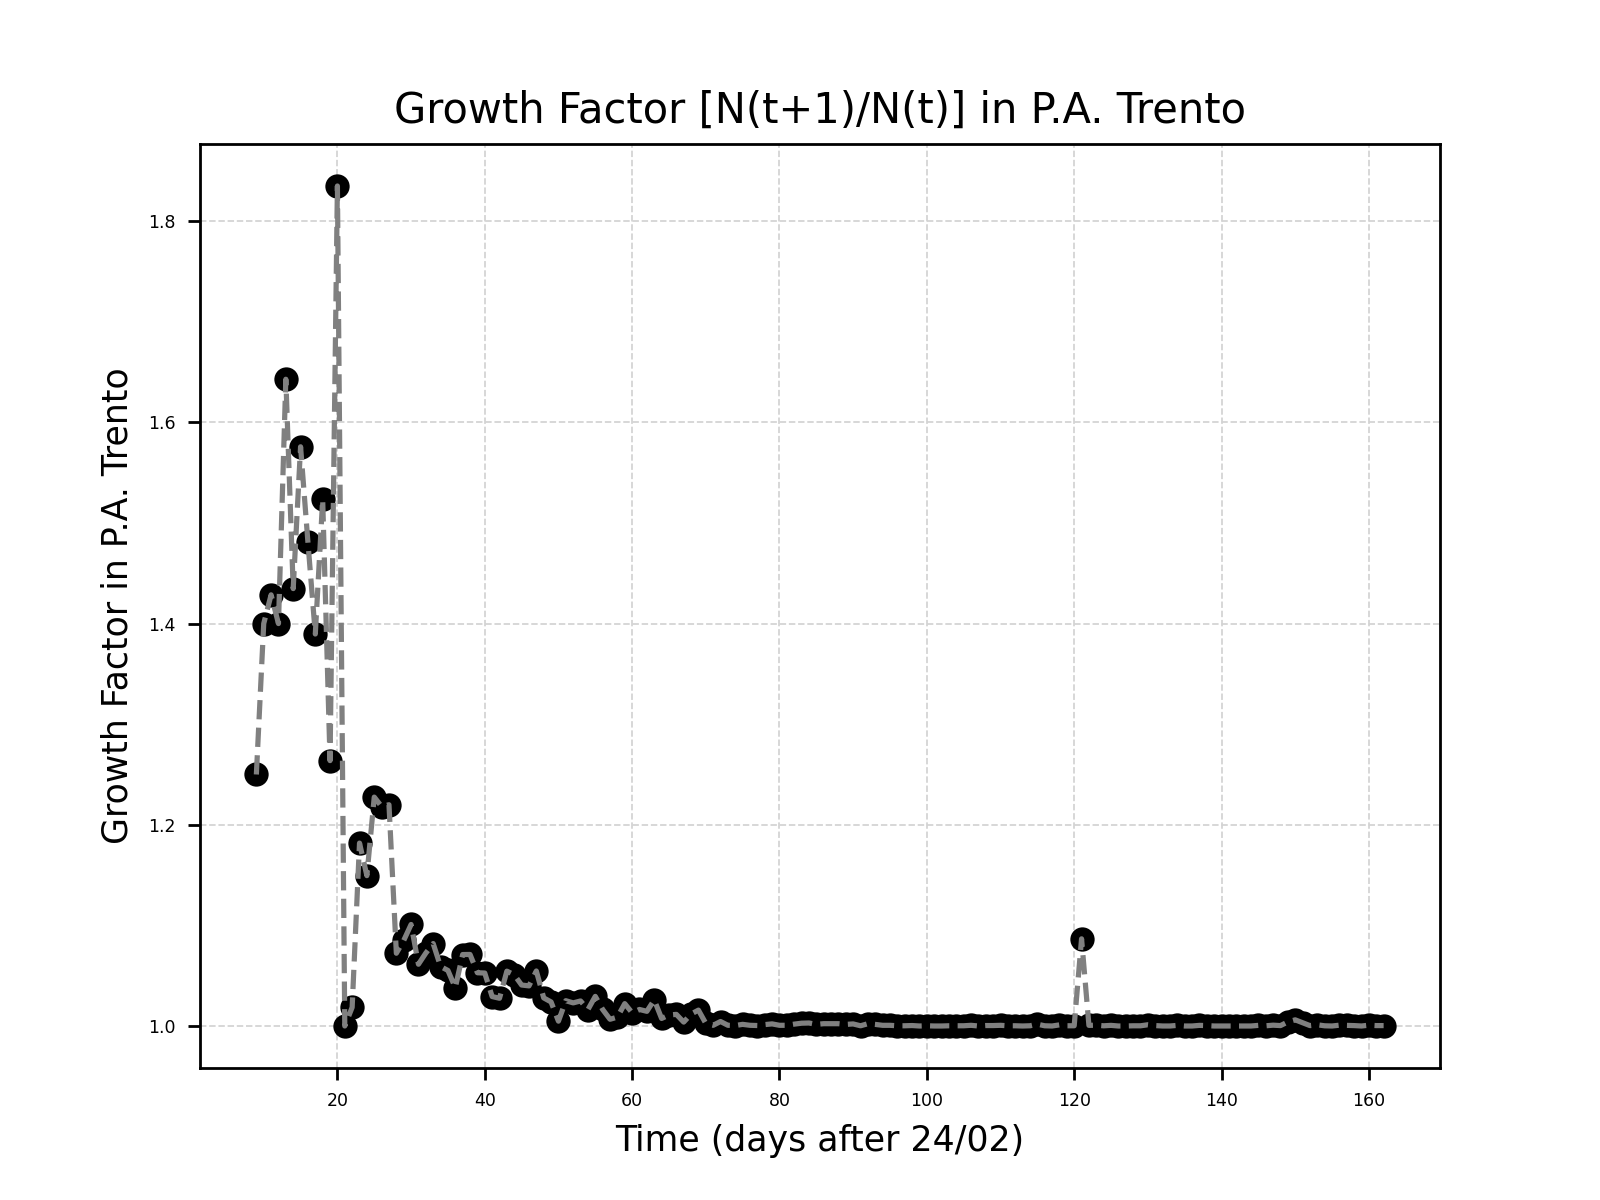 Growth Factor [N(t+1)/N(t)] in P.A. Trento
Growth Factor in P.A. Trento
1.8
1.6
1.4
1.2
1.0
20 40 60 80 100 120 140 160
Time (days after 24/02)